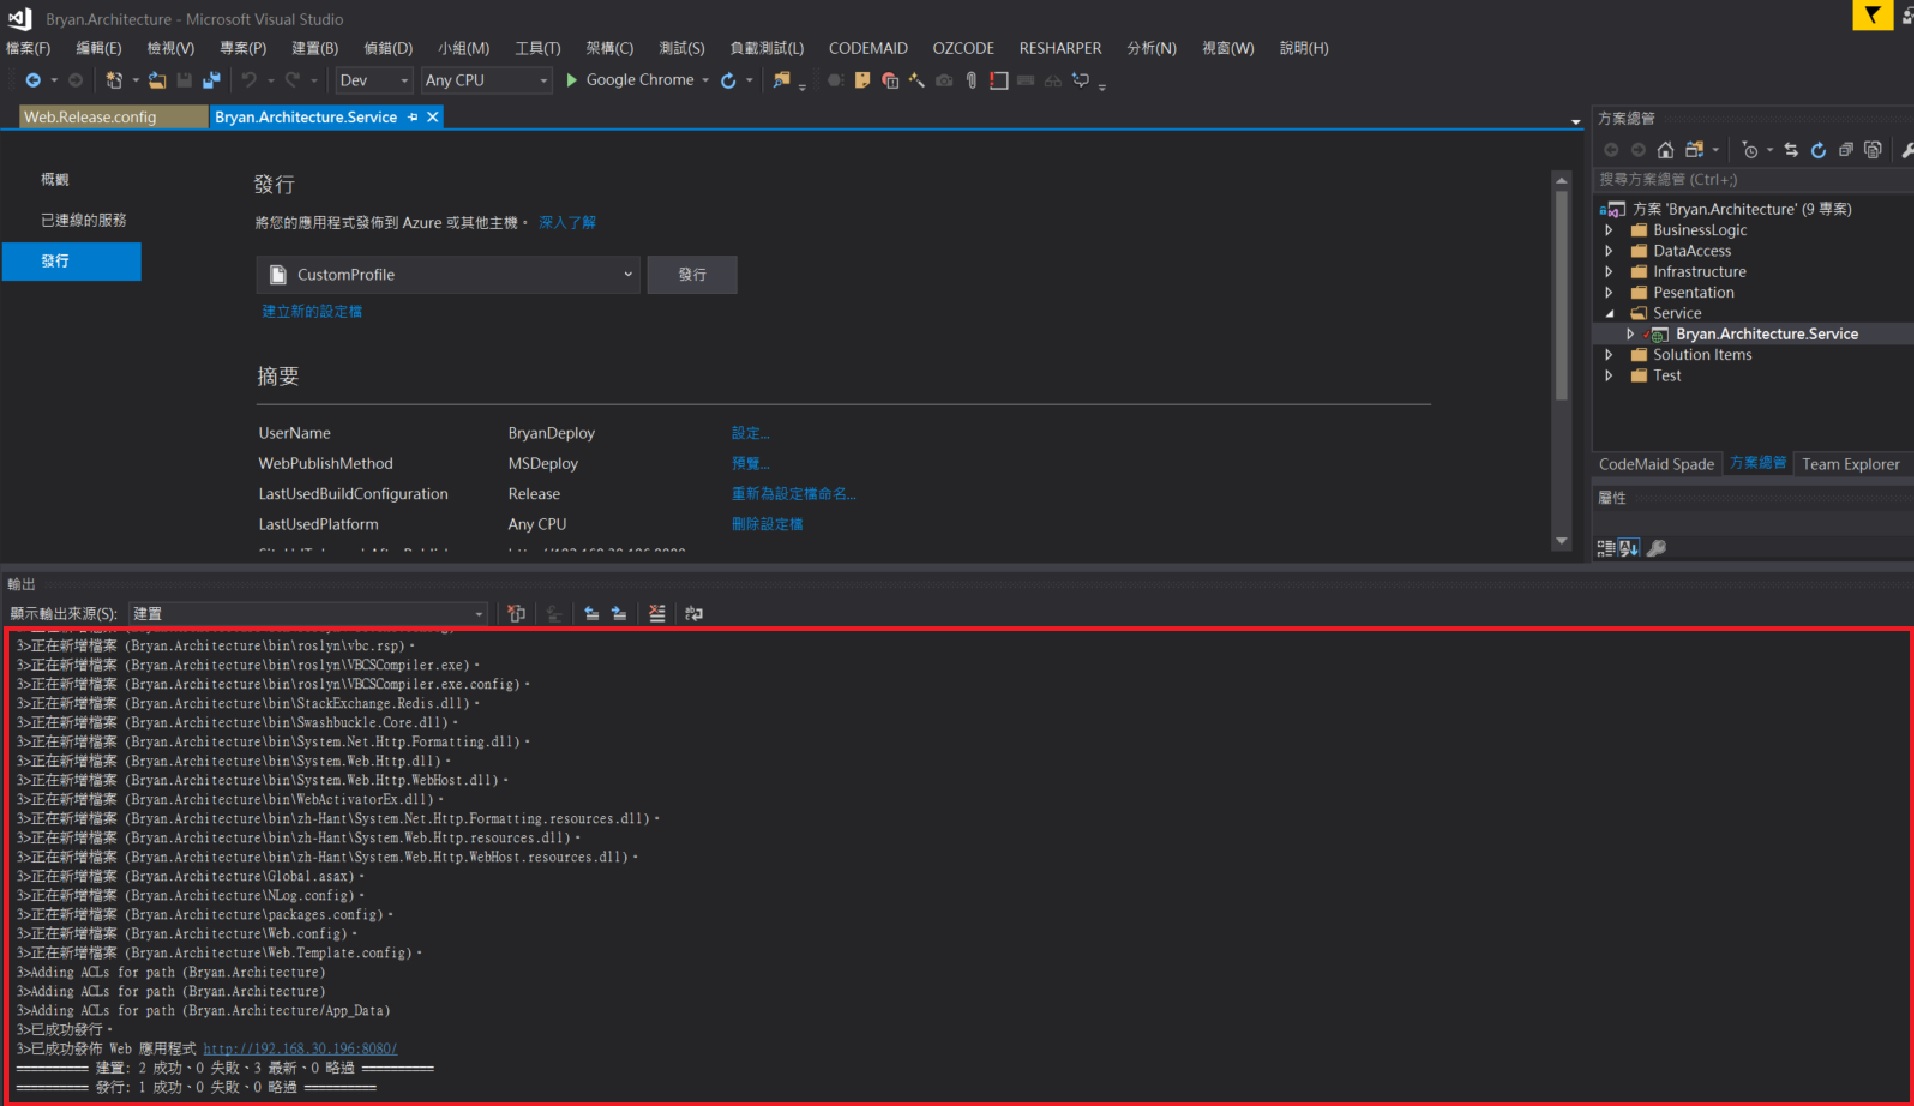 Bryan.Architecture - Microsoft Visual Studio
檔案(F) 編輯(E) 檢視(V) 專案(P) 建置(B) 偵錯(D) 小組(M) 工具(T) 架構(C) 測試(S) 負載測試(L) CODEMAID OZCODE RESHARPER 分析(N) 視窗(W) 說明(H)
Dev Any CPU Google Chrome
Web.Release.config Bryan.Architecture.Service
概觀
已連線的服務
發行
發行
將您的應用程式發佈到 Azure 或其他主機。 深入了解
CustomProfile 發行
建立新的設定檔
摘要
UserName BryanDeploy 設定...
WebPublishMethod MSDeploy 預覽...
LastUsedBuildConfiguration Release 重新為設定檔命名...
LastUsedPlatform Any CPU 刪除設定檔
方案總管
搜尋方案總管 (Ctrl+;)
方案 'Bryan.Architecture' (9 專案)
BusinessLogic
DataAccess
Infrastructure
Pesentation
Service
Bryan.Architecture.Service
Solution Items
Test
CodeMaid Spade 方案總管 Team Explorer
屬性
輸出
顯示輸出來源(S): 建置
3>正在新增檔案 (Bryan.Architecture\bin\roslyn\vbc.rsp)。
3>正在新增檔案 (Bryan.Architecture\bin\roslyn\VBCSCompiler.exe)。
3>正在新增檔案 (Bryan.Architecture\bin\roslyn\VBCSCompiler.exe.config)。
3>正在新增檔案 (Bryan.Architecture\bin\StackExchange.Redis.dll)。
3>正在新增檔案 (Bryan.Architecture\bin\Swashbuckle.Core.dll)。
3>正在新增檔案 (Bryan.Architecture\bin\System.Net.Http.Formatting.dll)。
3>正在新增檔案 (Bryan.Architecture\bin\System.Web.Http.dll)。
3>正在新增檔案 (Bryan.Architecture\bin\System.Web.Http.WebHost.dll)。
3>正在新增檔案 (Bryan.Architecture\bin\WebActivatorEx.dll)。
3>正在新增檔案 (Bryan.Architecture\bin\zh-Hant\System.Net.Http.Formatting.resources.dll)。
3>正在新增檔案 (Bryan.Architecture\bin\zh-Hant\System.Web.Http.resources.dll)。
3>正在新增檔案 (Bryan.Architecture\bin\zh-Hant\System.Web.Http.WebHost.resources.dll)。
3>正在新增檔案 (Bryan.Architecture\Global.asax)。
3>正在新增檔案 (Bryan.Architecture\NLog.config)。
3>正在新增檔案 (Bryan.Architecture\packages.config)。
3>正在新增檔案 (Bryan.Architecture\Web.config)。
3>正在新增檔案 (Bryan.Architecture\Web.Template.config)。
3>Adding ACLs for path (Bryan.Architecture)
3>Adding ACLs for path (Bryan.Architecture)
3>Adding ACLs for path (Bryan.Architecture/App_Data)
3>已成功發行。
3>已成功發佈 Web 應用程式 http://192.168.30.196:8080/
========== 建置: 2 成功、0 失敗、3 最新、0 略過 ==========
========== 發行: 1 成功、0 失敗、0 略過 ==========